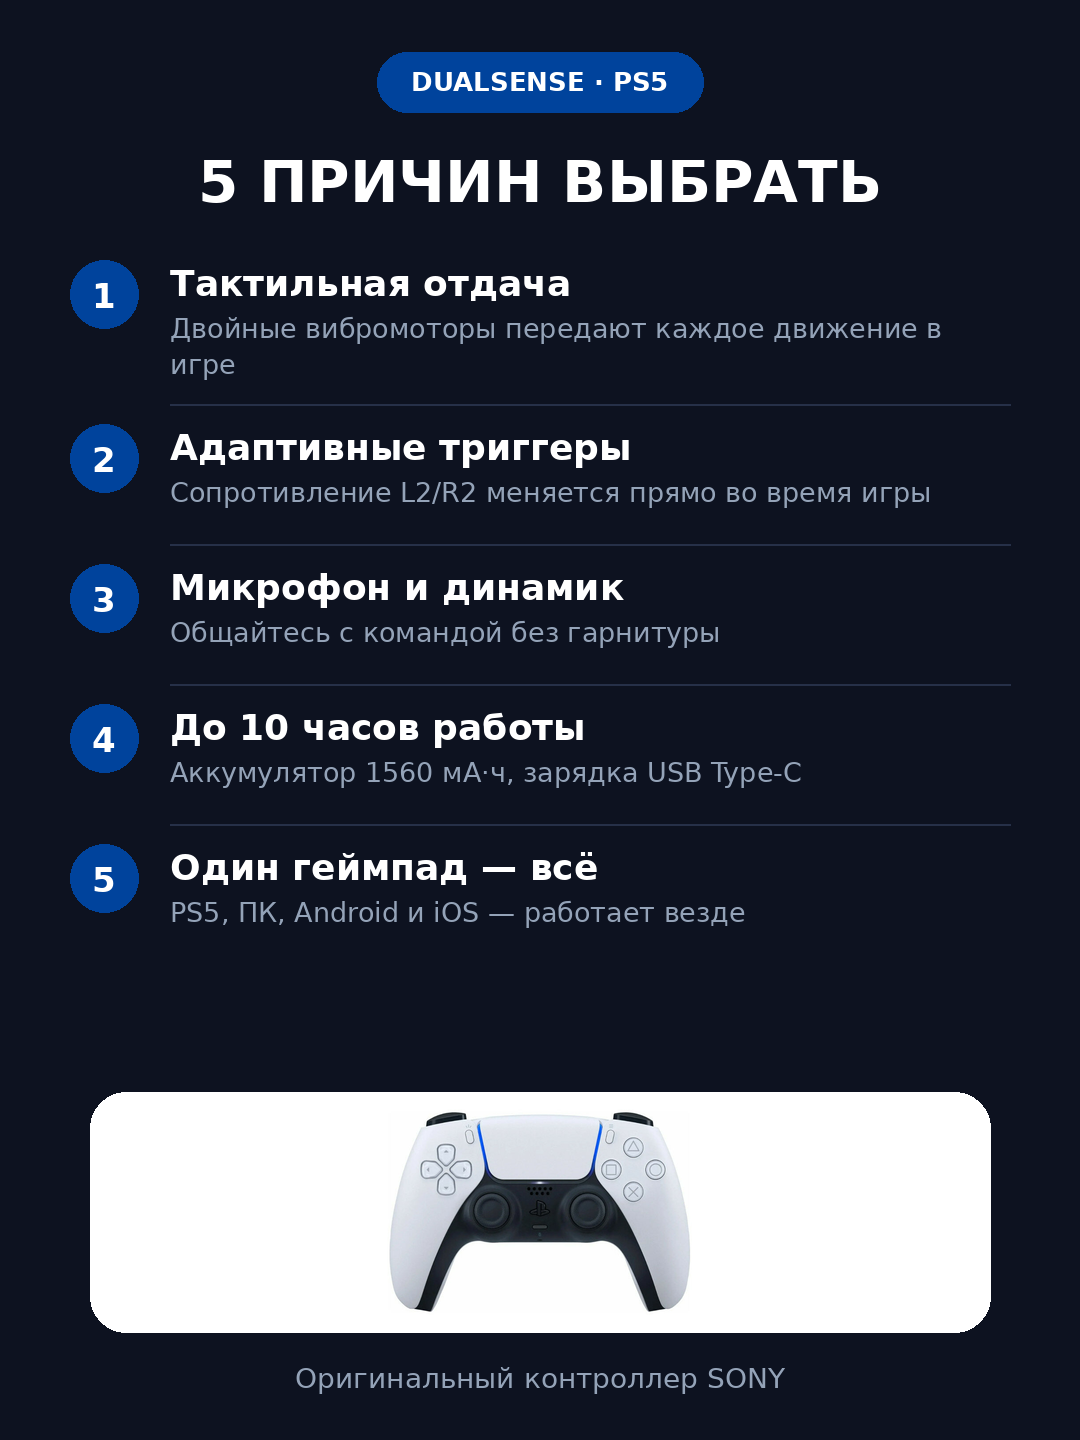 DUALSENSE · PS5
5 ПРИЧИН ВЫБРАТЬ
1
Тактильная отдача
Двойные вибромоторы передают каждое движение в
игре
2
Адаптивные триггеры
Сопротивление L2/R2 меняется прямо во время игры
3
Микрофон и динамик
Общайтесь с командой без гарнитуры
4
До 10 часов работы
Аккумулятор 1560 мА·ч, зарядка USB Type-C
5
Один геймпад — всё
PS5, ПК, Android и iOS — работает везде
Оригинальный контроллер SONY